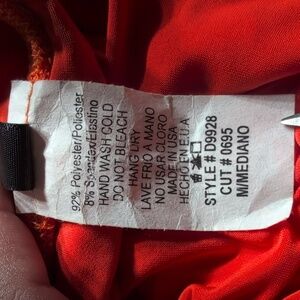 92% Polyester/Poliester
8% Spandex/Elastino
HAND WASH COLD
DO NOT BLEACH
HANG DRY
LAVE FRIO A MANO
NO USAR CLORO
MADE IN USA
HECHO EN E.U.A
STYLE # D9928
CUT # 0695
M/MEDIANO